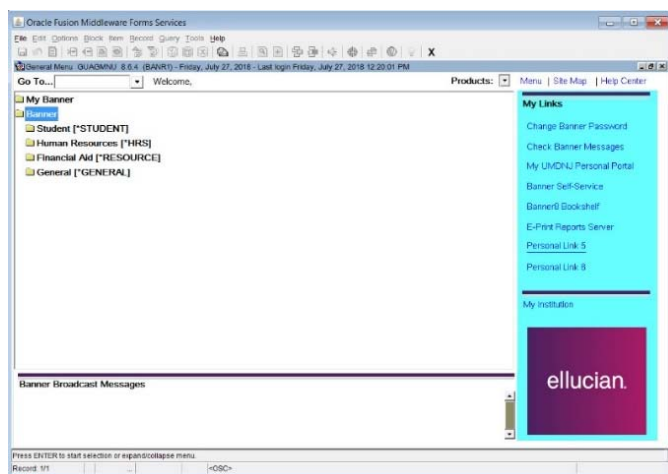 Oracle Fusion Middleware Forms Services
File Edit Options Block Item Record Query Tools Help
X
General Menu GUAGMNU 8.6.4 (BANR1) - Friday, July 27, 2018 - Last login Friday, July 27, 2018 12:20:01 PM
Go To... Welcome, Products: Menu | Site Map | Help Center
My Banner
Banner
Student [*STUDENT]
Human Resources [*HRS]
Financial Aid [*RESOURCE]
General [*GENERAL]
My Links
Change Banner Password
Check Banner Messages
My UMDNJ Personal Portal
Banner Self-Service
Banner8 Bookshelf
E-Print Reports Server
Personal Link 5
Personal Link 6
My Institution
ellucian.
Banner Broadcast Messages
Press ENTER to start selection or expand/collapse menu.
Record: 1/1 ... <OSC>